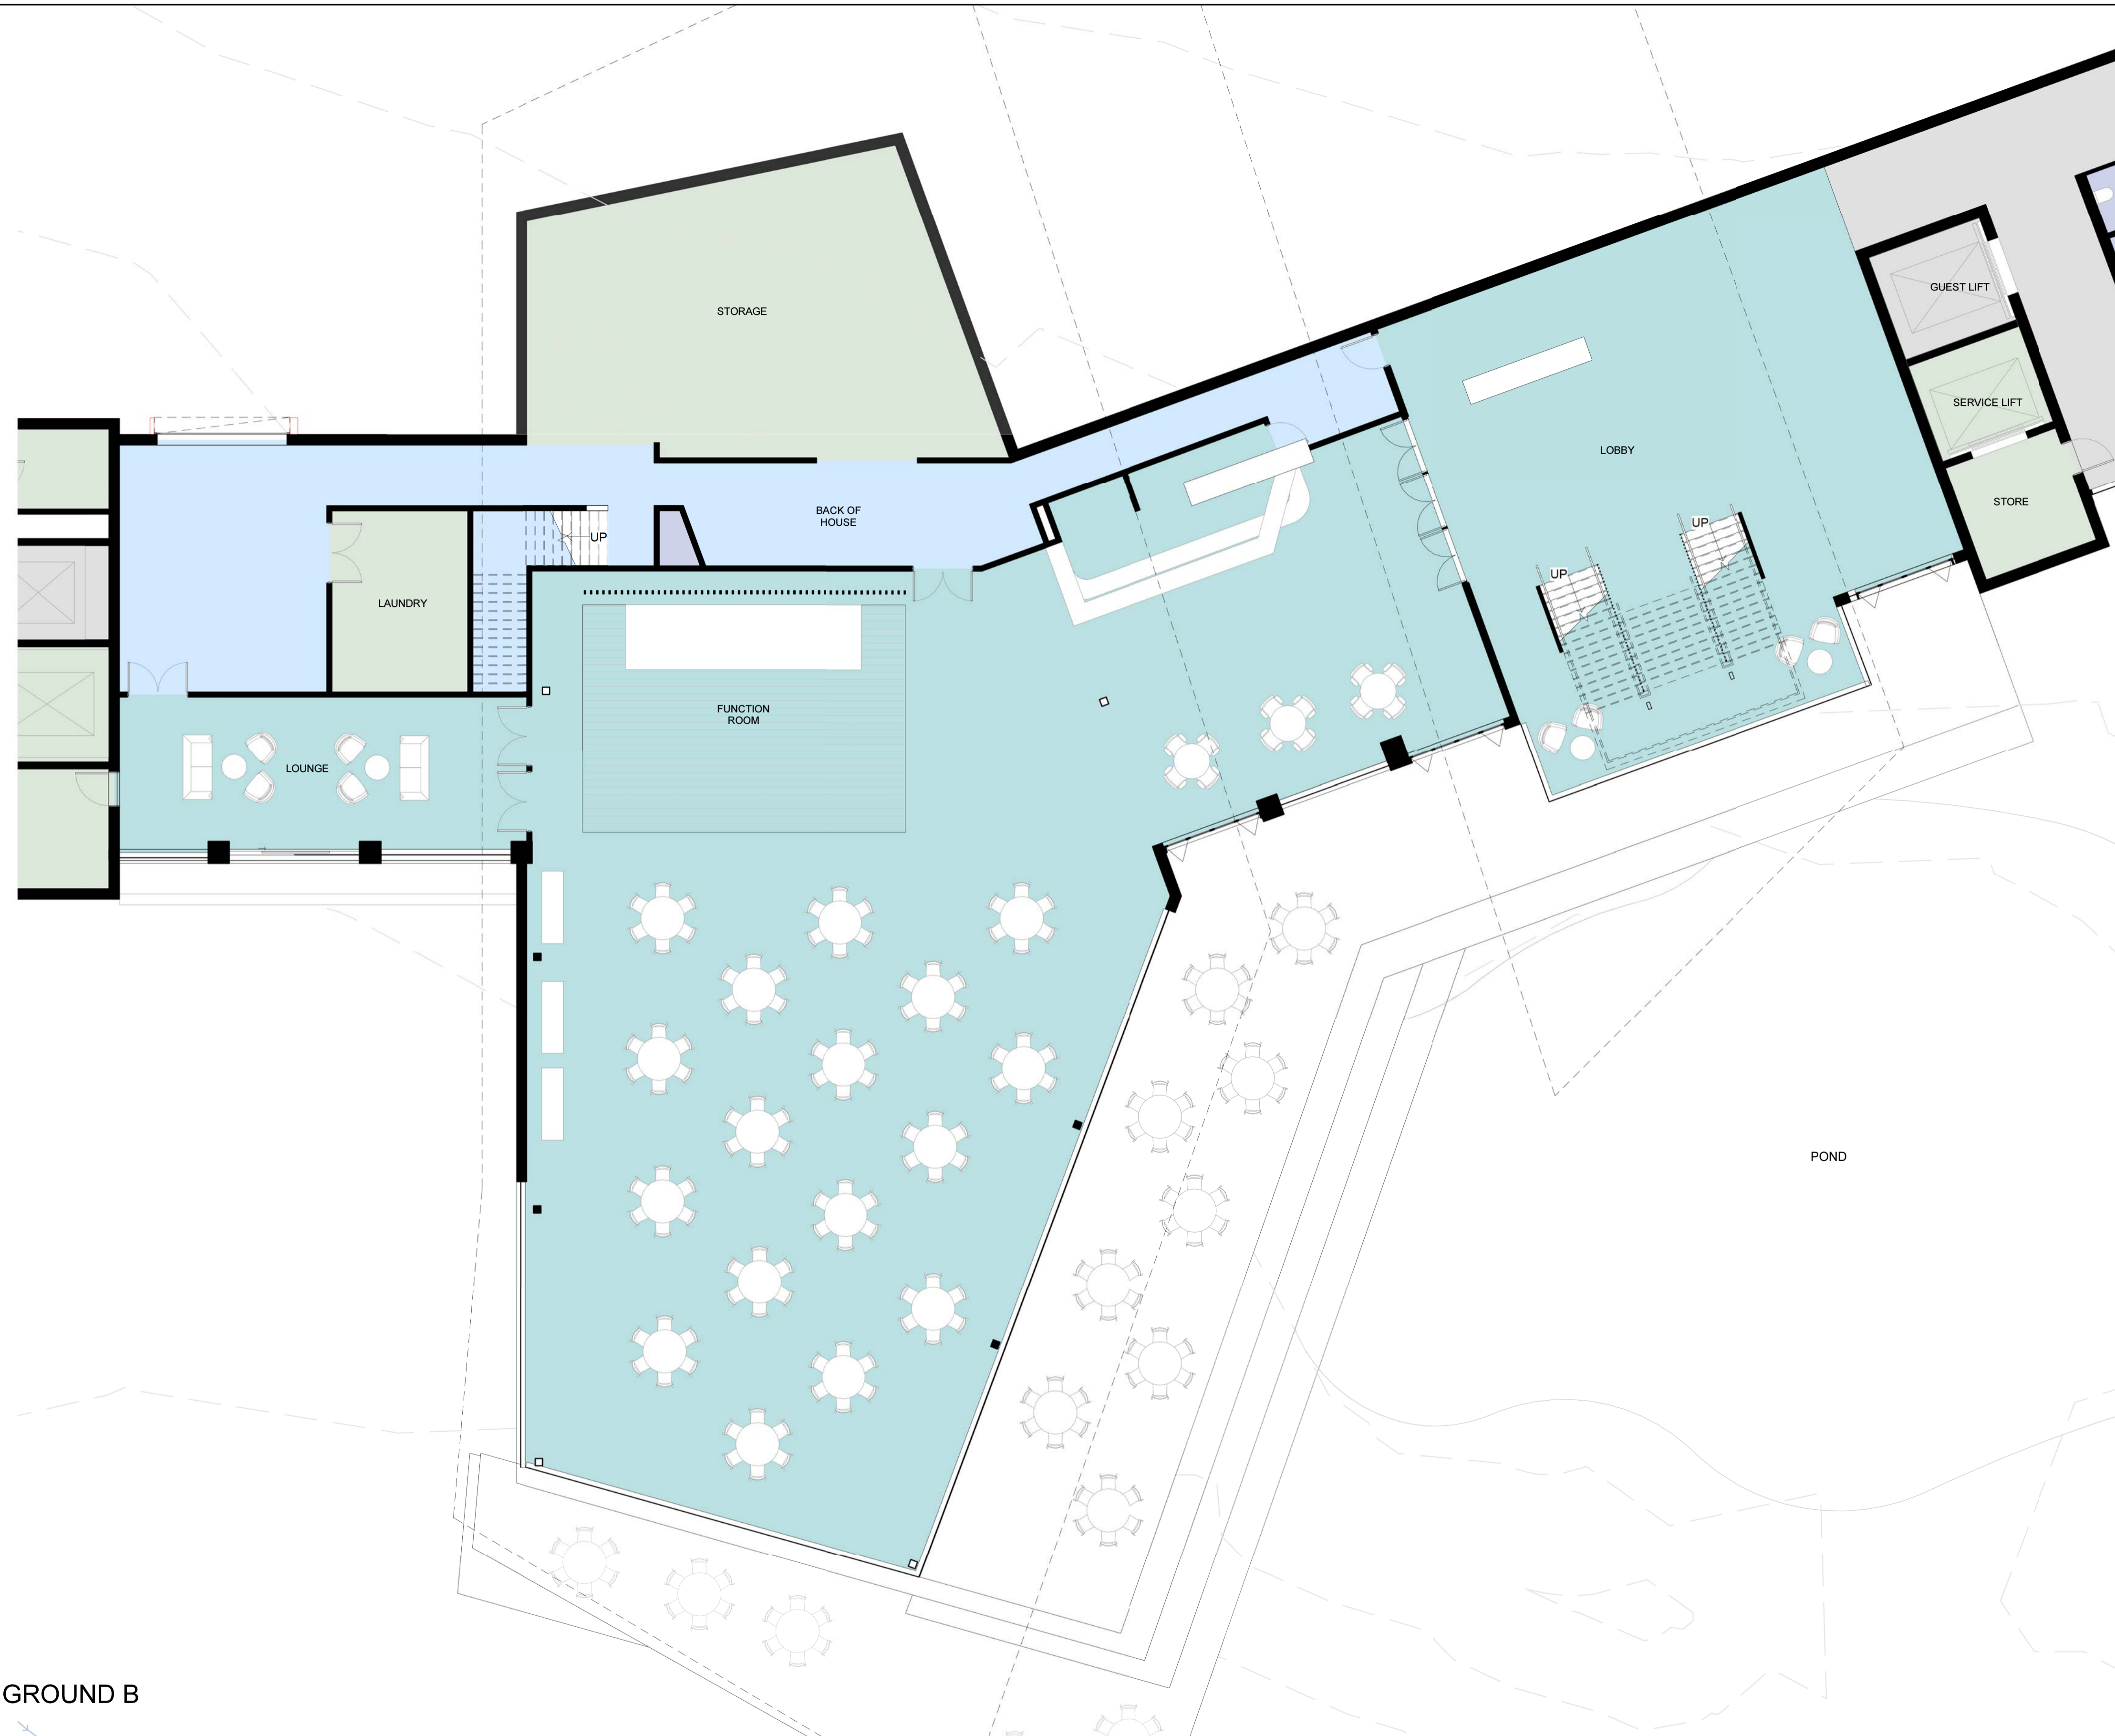 STORAGE
GUEST LIFT
SERVICE LIFT
LOBBY
STORE
BACK OF
HOUSE
UP
UP
UP
LAUNDRY
FUNCTION
ROOM
LOUNGE
POND
GROUND B